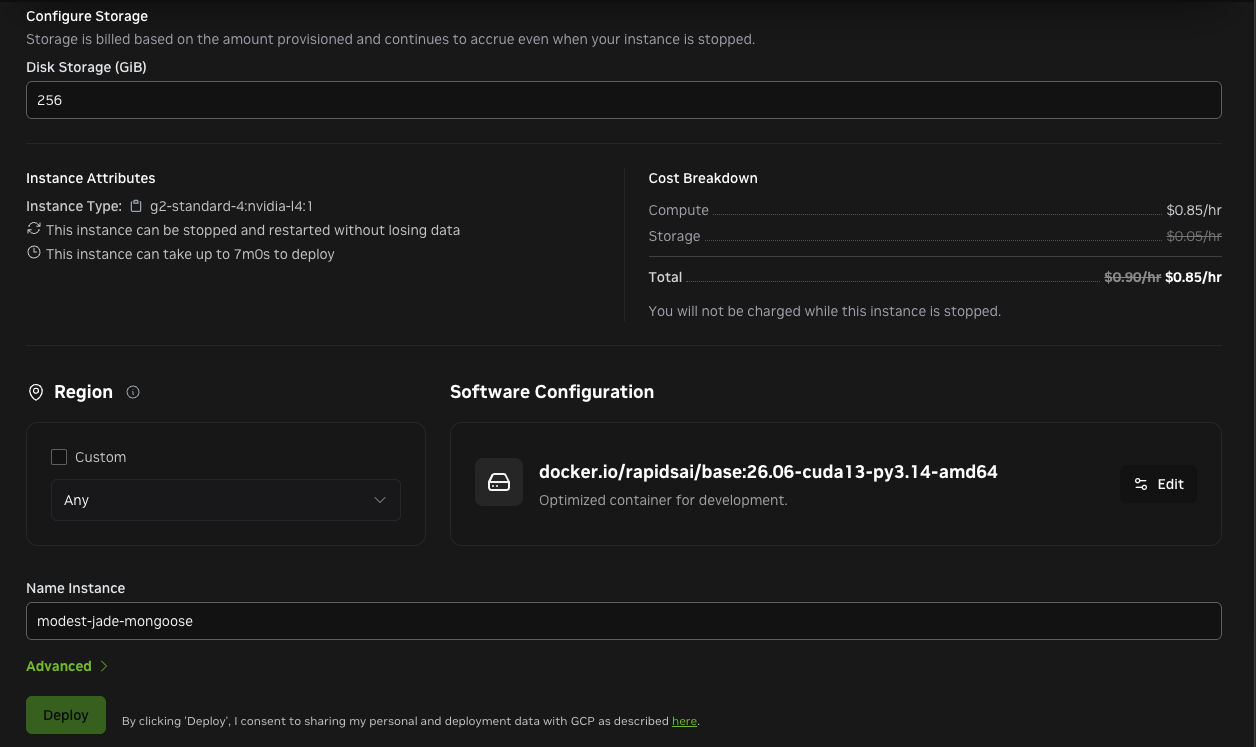 Configure Storage
Storage is billed based on the amount provisioned and continues to accrue even when your instance is stopped.
Disk Storage (GiB)
256
Instance Attributes
Instance Type: g2-standard-4:nvidia-l4:1
This instance can be stopped and restarted without losing data
This instance can take up to 7m0s to deploy
Cost Breakdown
Compute $0.85/hr
Storage $0.05/hr
Total $0.90/hr $0.85/hr
You will not be charged while this instance is stopped.
Region
Custom
Any
Software Configuration
docker.io/rapidsai/base:26.06-cuda13-py3.14-amd64
Optimized container for development.
Edit
Name Instance
modest-jade-mongoose
Advanced
Deploy
By clicking 'Deploy', I consent to sharing my personal and deployment data with GCP as described here.